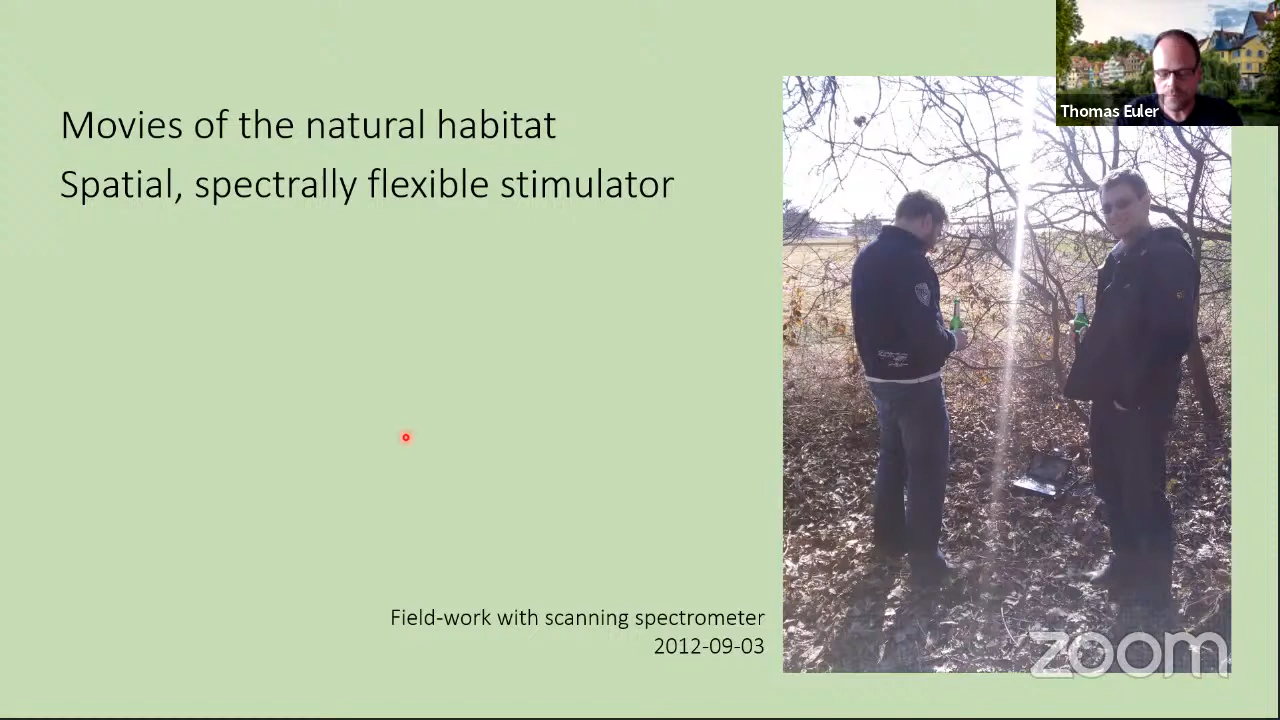 Movies of the natural habitat
Spatial, spectrally flexible stimulator
Thomas Euler
Field-work with scanning spectrometer
2012-09-03
zoom